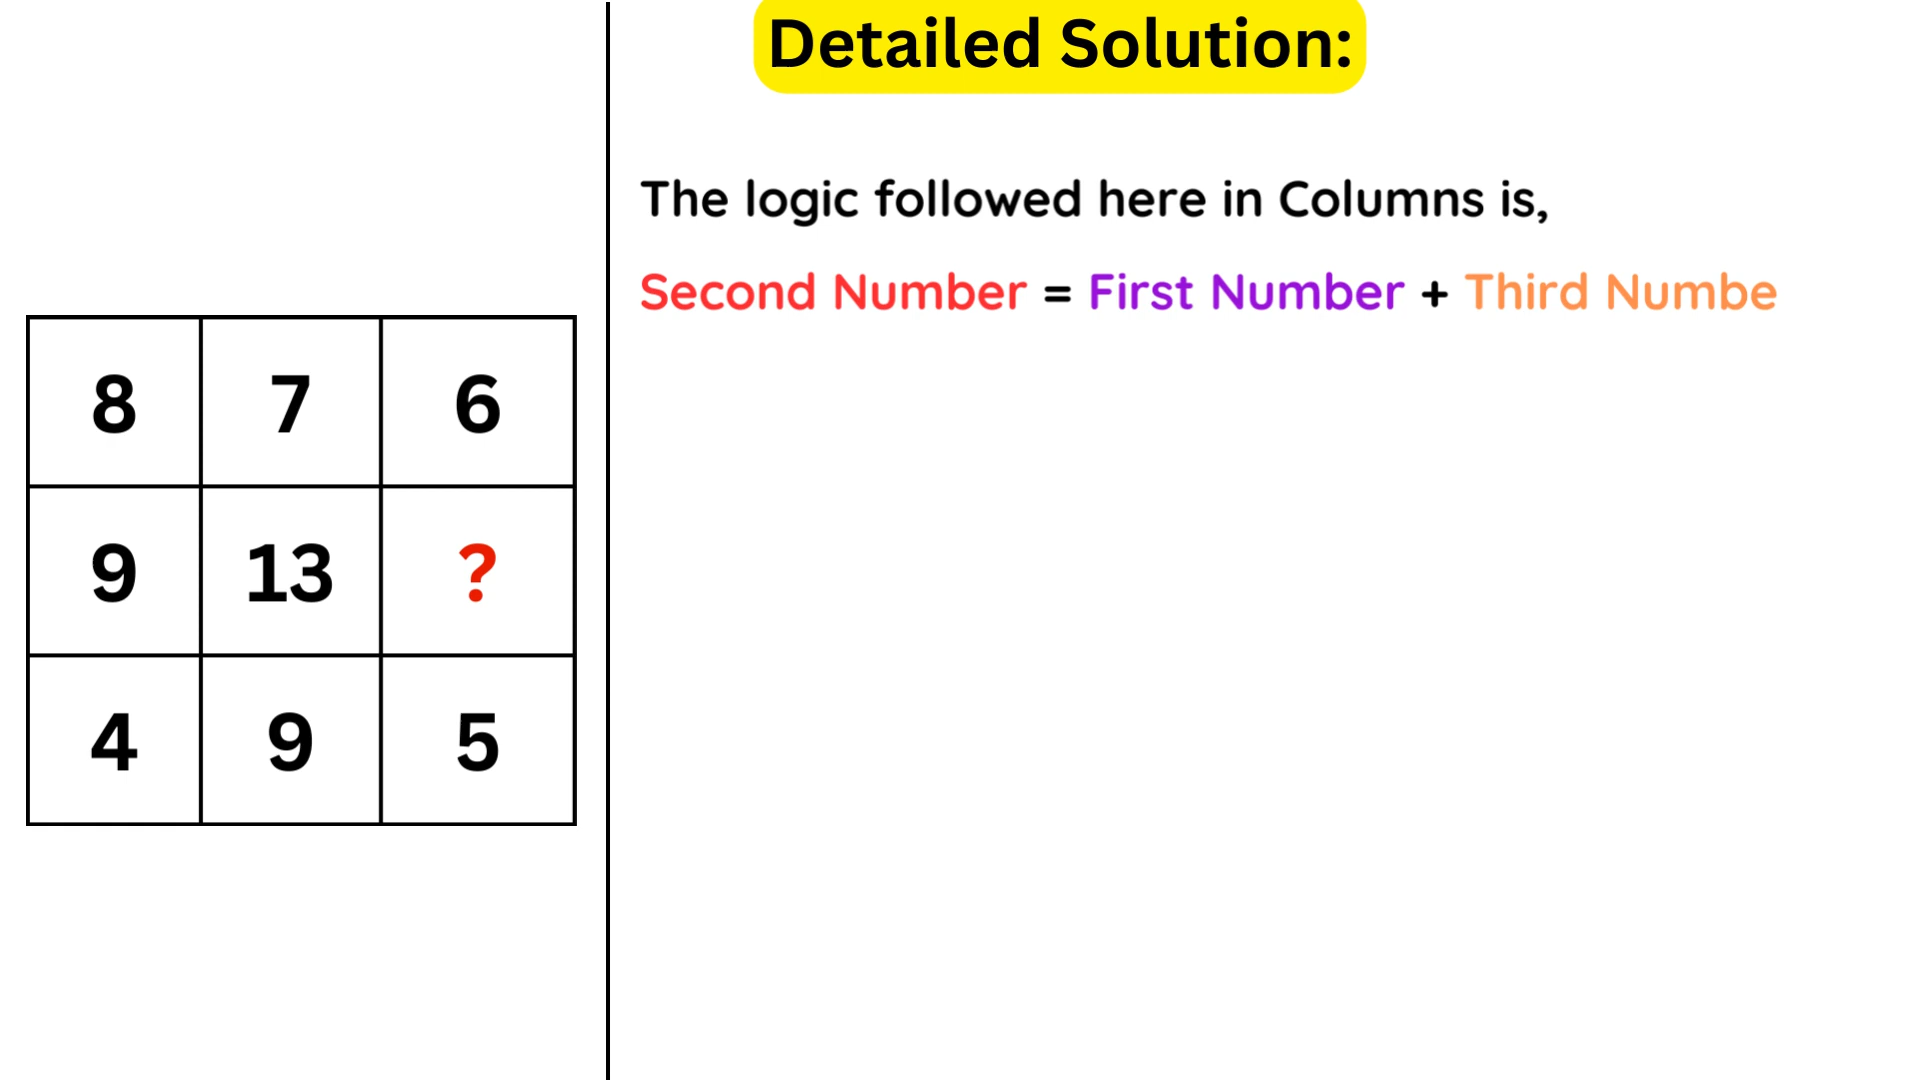 Detailed Solution:
The logic followed here in Columns is,
Second Number = First Number + Third Numbe
8 7 6
9 13 ?
4 9 5